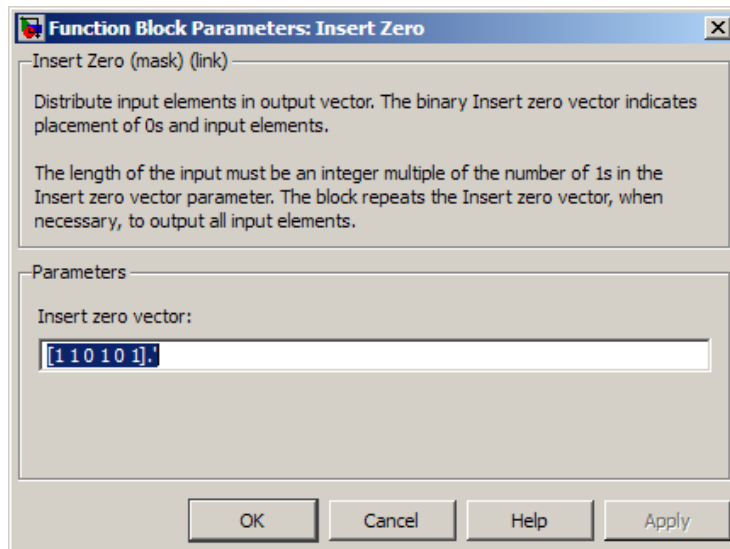 Function Block Parameters: Insert Zero
Insert Zero (mask) (link)
Distribute input elements in output vector. The binary Insert zero vector indicates
placement of 0s and input elements.
The length of the input must be an integer multiple of the number of 1s in the
Insert zero vector parameter. The block repeats the Insert zero vector, when
necessary, to output all input elements.
Parameters
Insert zero vector:
[1 1 0 1 0 1].'
OK
Cancel
Help
Apply